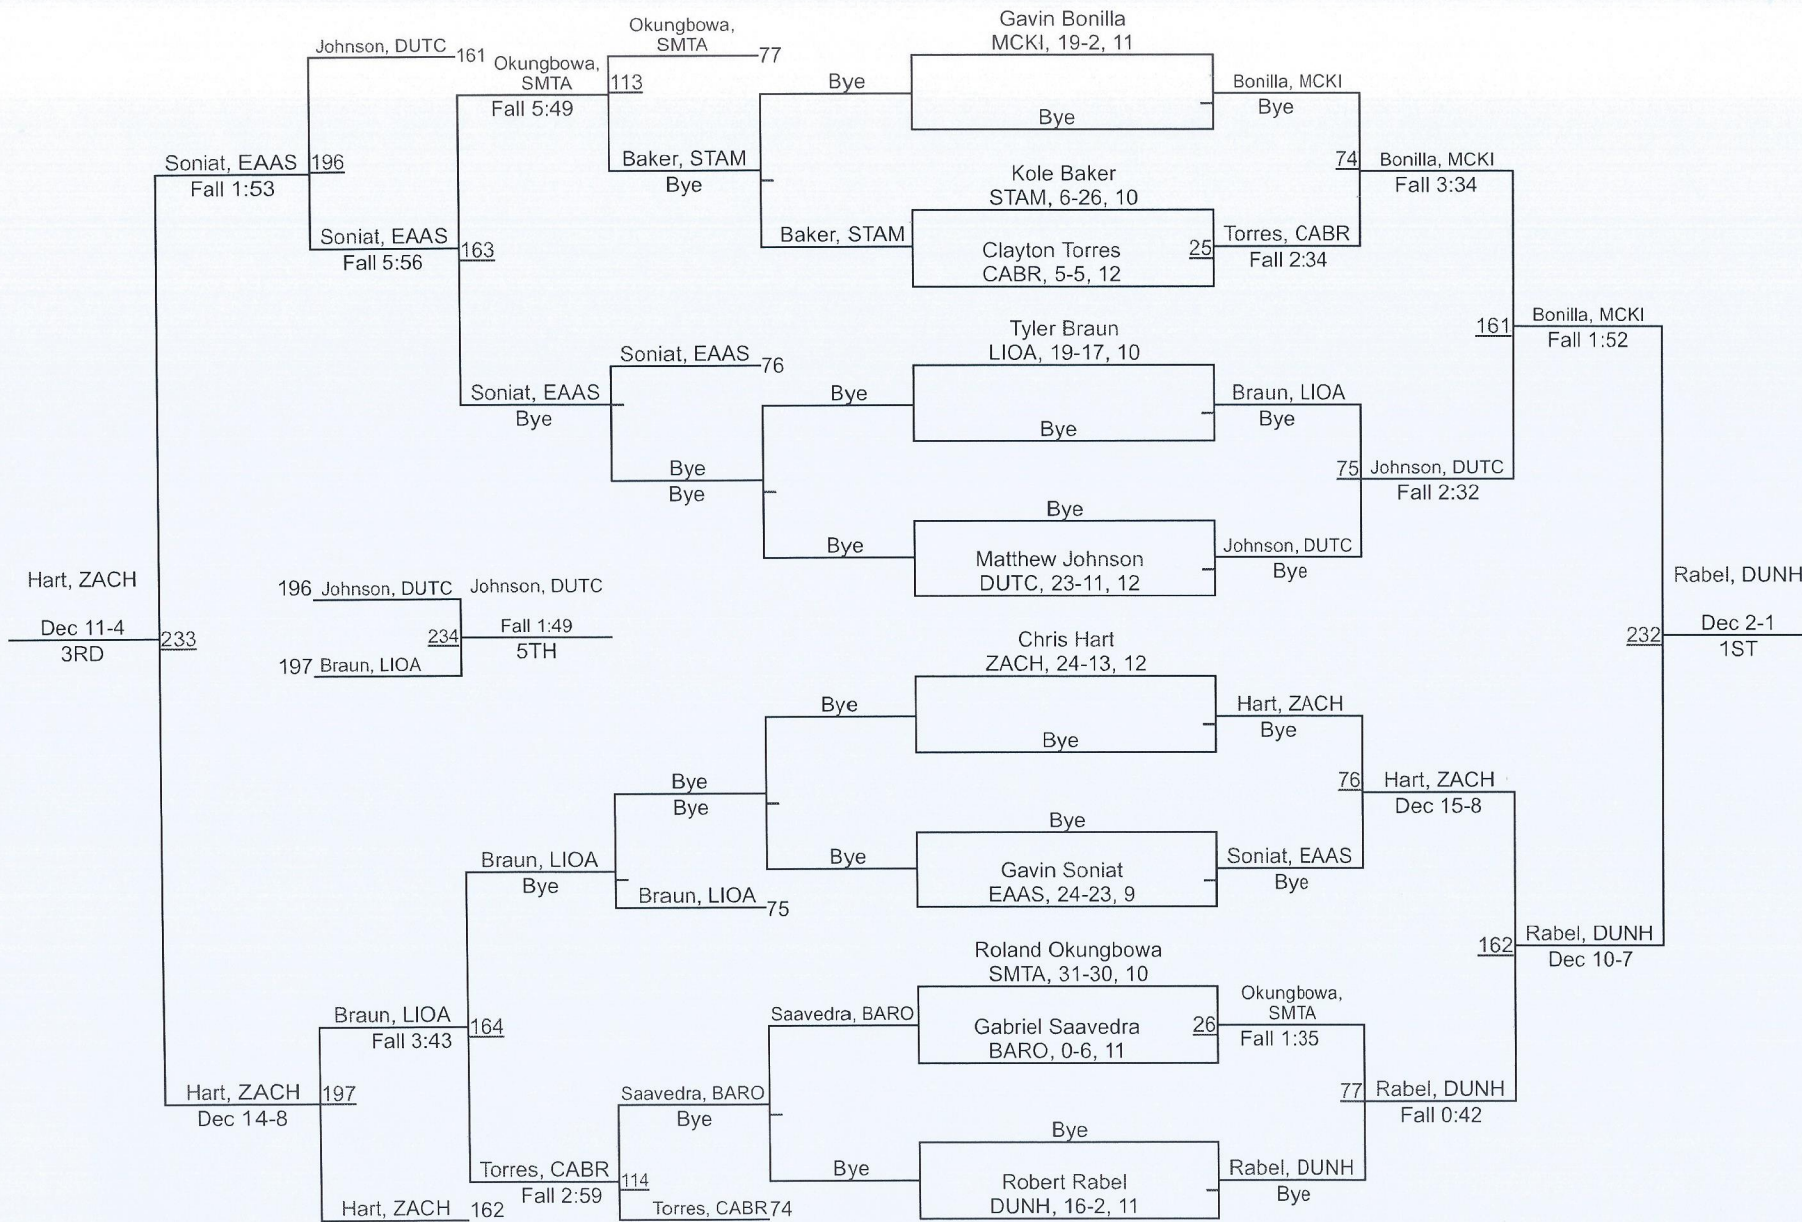 Gavin Bonilla
MCKI, 19-2, 11
Bye
Kole Baker
STAM, 6-26, 10
Clayton Torres
CABR, 5-5, 12
25
Tyler Braun
LIOA, 19-17, 10
Bye
Bye
Matthew Johnson
DUTC, 23-11, 12
Chris Hart
ZACH, 24-13, 12
Bye
Bye
Gavin Soniat
EAAS, 24-23, 9
Roland Okungbowa
SMTA, 31-30, 10
Gabriel Saavedra
BARO, 0-6, 11
26
Bye
Robert Rabel
DUNH, 16-2, 11
Bonilla, MCKI
Bye
74
Torres, CABR
Fall 2:34
Braun, LIOA
Bye
75
Johnson, DUTC
Bye
Hart, ZACH
Bye
76
Soniat, EAAS
Bye
Okungbowa,
SMTA
Fall 1:35
77
Rabel, DUNH
Bye
Bonilla, MCKI
Fall 3:34
161
Johnson, DUTC
Fall 2:32
Hart, ZACH
Dec 15-8
162
Rabel, DUNH
Fall 0:42
Bonilla, MCKI
Fall 1:52
232
Rabel, DUNH
Dec 10-7
Rabel, DUNH
Dec 2-1
1ST
Bye
Baker, STAM
Bye
Bye
Bye
Bye
Saavedra, BARO
Bye
Okungbowa,
SMTA
77
113
Baker, STAM
Bye
Soniat, EAAS
76
Bye
Bye
Bye
Bye
Braun, LIOA
75
Saavedra, BARO
Bye
114
Torres, CABR
74
Okungbowa,
SMTA
Fall 5:49
163
Soniat, EAAS
Bye
Braun, LIOA
Bye
164
Torres, CABR
Fall 2:59
Johnson, DUTC
161
196
Soniat, EAAS
Fall 5:56
Braun, LIOA
Fall 3:43
197
Hart, ZACH
162
Soniat, EAAS
Fall 1:53
233
Hart, ZACH
Dec 14-8
Hart, ZACH
Dec 11-4
3RD
196 Johnson, DUTC
197 Braun, LIOA
234
Johnson, DUTC
Fall 1:49
5TH